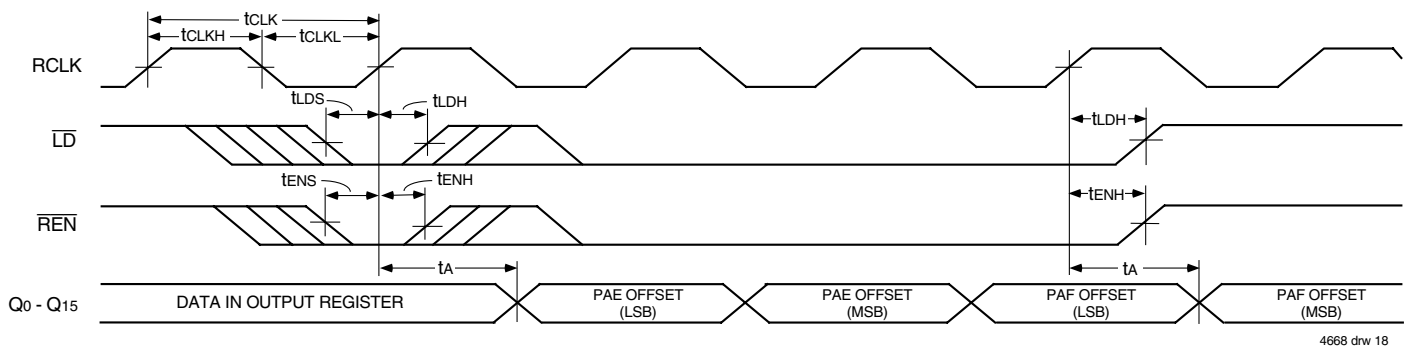 tCLK
tCLKH
tCLKL
RCLK
tLDS
tLDH
tLDH
LD
tENS
tENH
tENH
REN
tA
tA
Q0 - Q15
DATA IN OUTPUT REGISTER
PAE OFFSET
(LSB)
PAE OFFSET
(MSB)
PAF OFFSET
(LSB)
PAF OFFSET
(MSB)
4668 drw 18